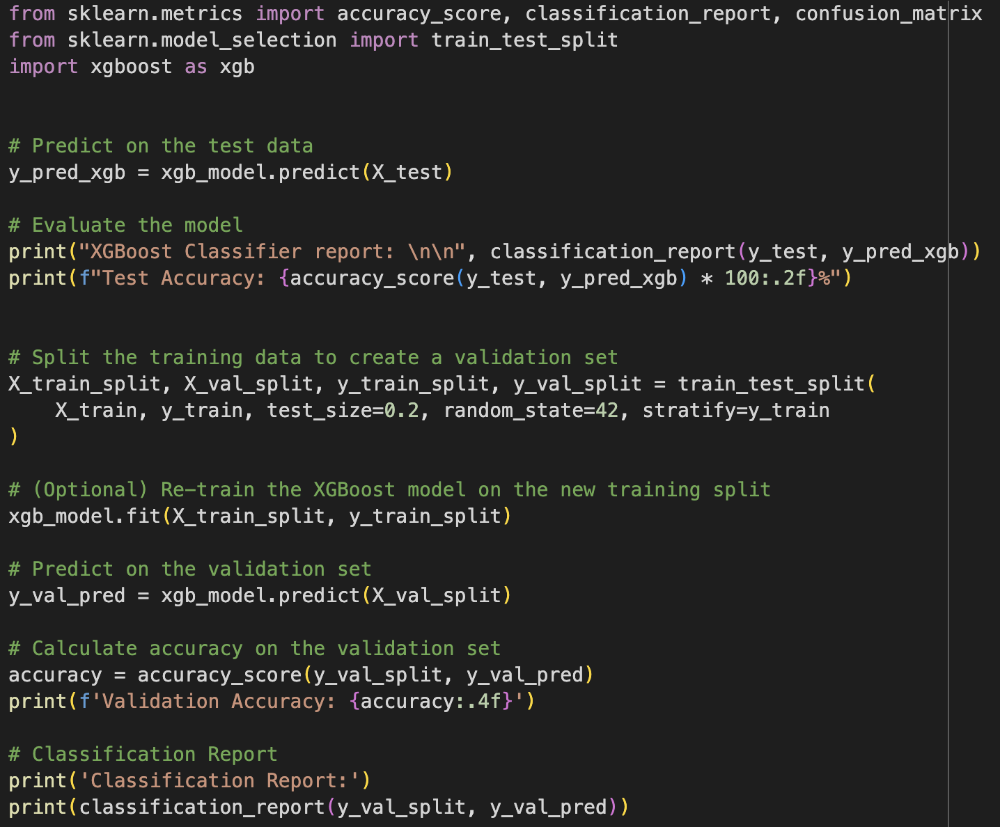 from sklearn.metrics import accuracy_score, classification_report, confusion_matrix
from sklearn.model_selection import train_test_split
import xgboost as xgb
# Predict on the test data
y_pred_xgb = xgb_model.predict(X_test)
# Evaluate the model
print("XGBoost Classifier report: \n\n", classification_report(y_test, y_pred_xgb))
print(f"Test Accuracy: {accuracy_score(y_test, y_pred_xgb) * 100:.2f}%")
# Split the training data to create a validation set
X_train_split, X_val_split, y_train_split, y_val_split = train_test_split(
    X_train, y_train, test_size=0.2, random_state=42, stratify=y_train
)
# (Optional) Re-train the XGBoost model on the new training split
xgb_model.fit(X_train_split, y_train_split)
# Predict on the validation set
y_val_pred = xgb_model.predict(X_val_split)
# Calculate accuracy on the validation set
accuracy = accuracy_score(y_val_split, y_val_pred)
print(f'Validation Accuracy: {accuracy:.4f}')
# Classification Report
print('Classification Report:')
print(classification_report(y_val_split, y_val_pred))